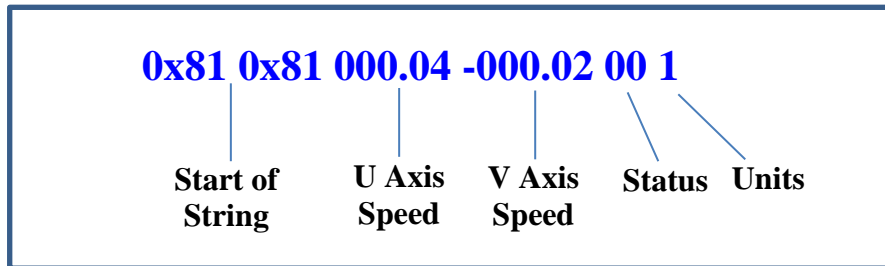 0x81 0x81 000.04 -000.02 00 1
Start of String
U Axis Speed
V Axis Speed
Status
Units